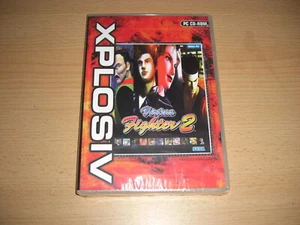 PC CD-ROM
XPLOSIV
Virtua
Fighter 2
SEGA